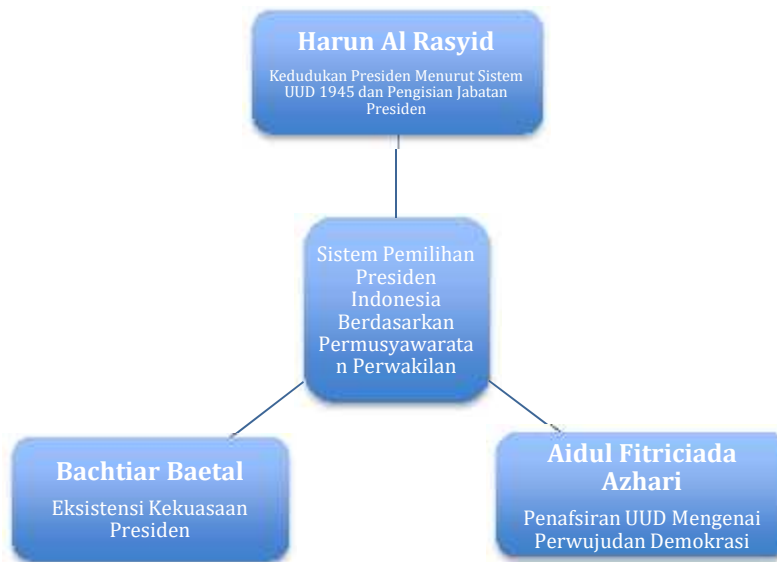 Harun Al Rasyid
Kedudukan Presiden Menurut Sistem
UUD 1945 dan Pengisian Jabatan
Presiden
Sistem Pemilihan
Presiden
Indonesia
Berdasarkan
Permusyawarata
n Perwakilan
Bachtiar Baetal
Eksistensi Kekuasaan
Presiden
Aidul Fitriciada
Azhari
Penafsiran UUD Mengenai
Perwujudan Demokrasi